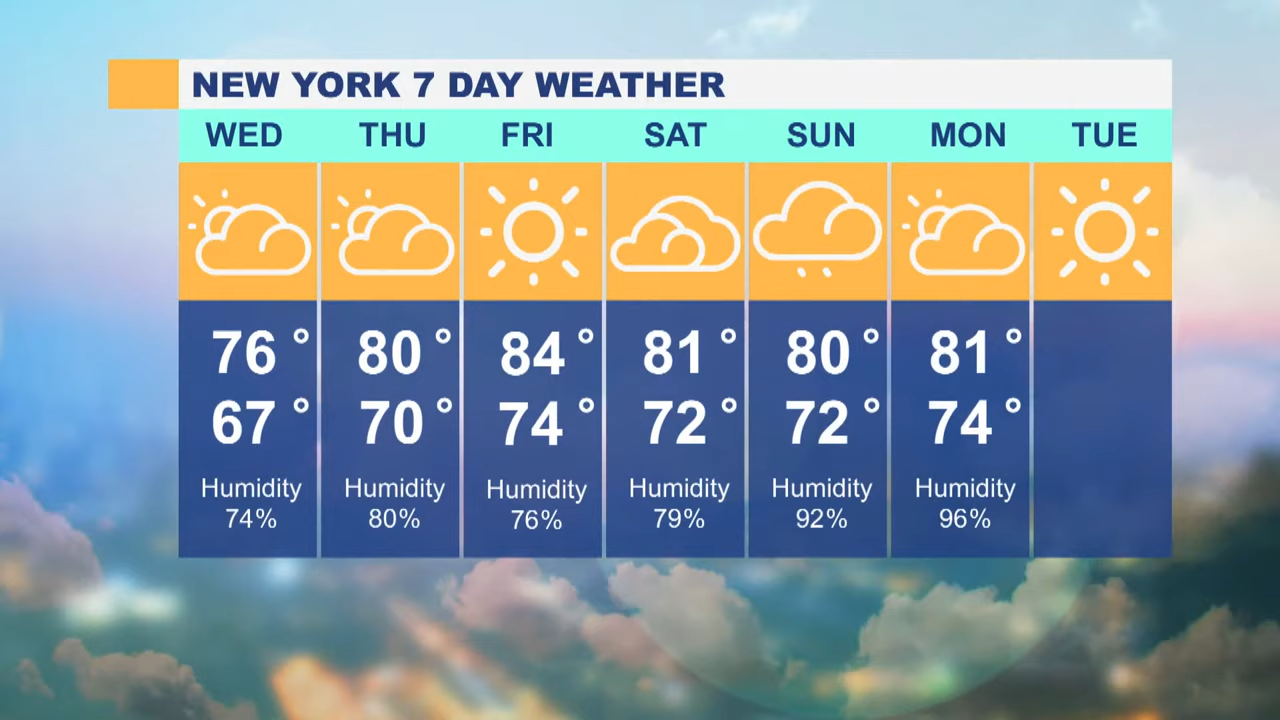 NEW YORK 7 DAY WEATHER
WED THU FRI SAT SUN MON TUE
76° 80° 84° 81° 80° 81°
67° 70° 74° 72° 72° 74°
Humidity Humidity Humidity Humidity Humidity Humidity
74% 80% 76% 79% 92% 96%